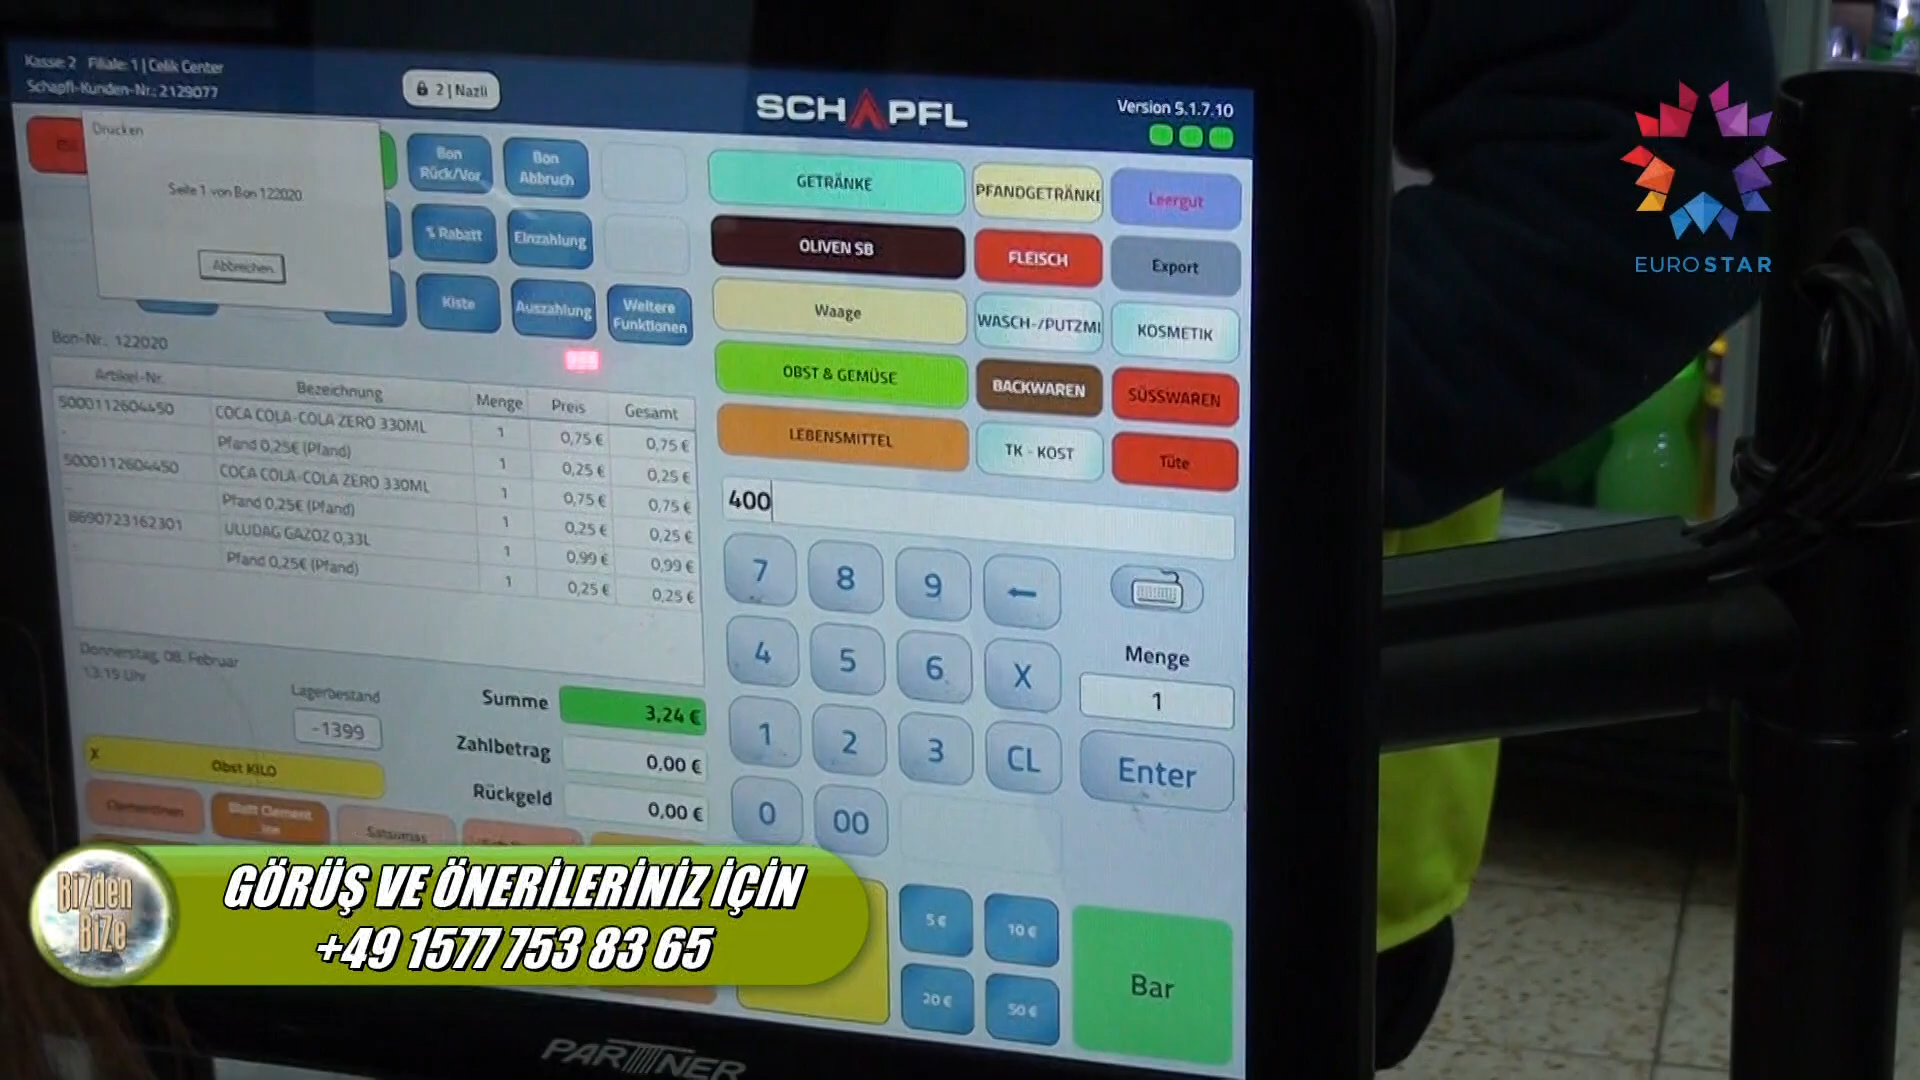 Kasse: 2 Filiale: 1 | Celik Center
Schapfl-Kunden-Nr.: 2129077
2 | Nazli
SCHAPFL
Version 5.1.7.10
Drucken
Seite 1 von Bon 122020
Abbrechen
Bon Rück/Vor
Bon Abbruch
% Rabatt
Einzahlung
Kiste
Auszahlung
Weitere Funktionen
GETRÄNKE
PFANDGETRÄNKE
Leergut
OLIVEN SB
FLEISCH
Export
Waage
WASCH-/PUTZMI
KOSMETIK
OBST & GEMÜSE
BACKWAREN
SÜSSWAREN
LEBENSMITTEL
TK - KOST
Tüte
EUROSTAR
Bon-Nr.. 122020
Artikel-Nr. Bezeichnung Menge Preis Gesamt
5000112604450 COCA COLA-COLA ZERO 330ML 1 0,75 € 0,75 €
- Pfand 0,25€ (Pfand) 1 0,25 € 0,25 €
5000112604450 COCA COLA-COLA ZERO 330ML 1 0,75 € 0,75 €
- Pfand 0,25€ (Pfand) 1 0,25 € 0,25 €
8690723162301 ULUDAG GAZOZ 0,33L 1 0,99 € 0,99 €
- Pfand 0,25€ (Pfand) 1 0,25 € 0,25 €
400
7 8 9 ←
4 5 6 X
1 2 3 CL
0 00
Menge
1
Enter
Donnerstag, 08. Februar
13:15 Uhr
Lagerbestand
-1399
Summe 3,24 €
Zahlbetrag 0,00 €
Rückgeld 0,00 €
X Obst KILO
Clementinen
Blatt Clement
Satsumas
5 € 10 €
20 € 50 €
Bar
BiZden
BiZe
GÖRÜŞ VE ÖNERİLERİNİZ İÇİN
+49 1577 753 83 65
PARTNER